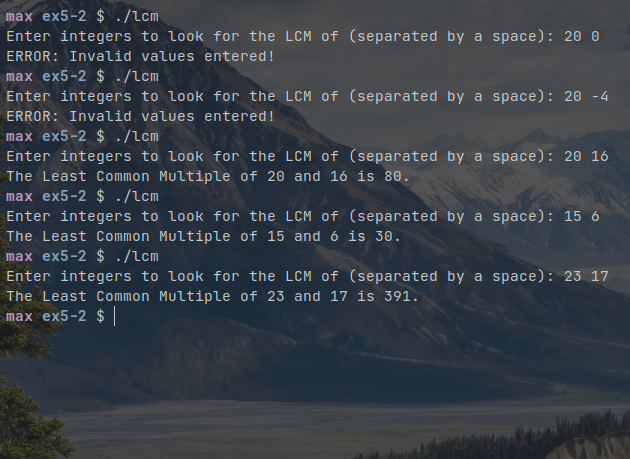 max ex5-2 $ ./lcm
Enter integers to look for the LCM of (separated by a space): 20 0
ERROR: Invalid values entered!
max ex5-2 $ ./lcm
Enter integers to look for the LCM of (separated by a space): 20 -4
ERROR: Invalid values entered!
max ex5-2 $ ./lcm
Enter integers to look for the LCM of (separated by a space): 20 16
The Least Common Multiple of 20 and 16 is 80.
max ex5-2 $ ./lcm
Enter integers to look for the LCM of (separated by a space): 15 6
The Least Common Multiple of 15 and 6 is 30.
max ex5-2 $ ./lcm
Enter integers to look for the LCM of (separated by a space): 23 17
The Least Common Multiple of 23 and 17 is 391.
max ex5-2 $